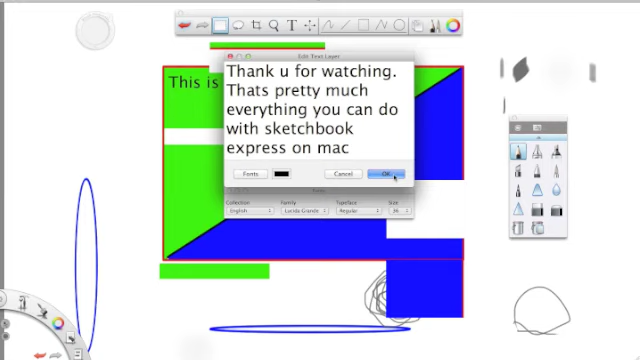 Edit Text Layer
This is
Thank u for watching.
Thats pretty much
everything you can do
with sketchbook
express on mac
Fonts
Cancel
OK
Collection
Family
Typeface
Size
English
Lucida Grande
Regular
36